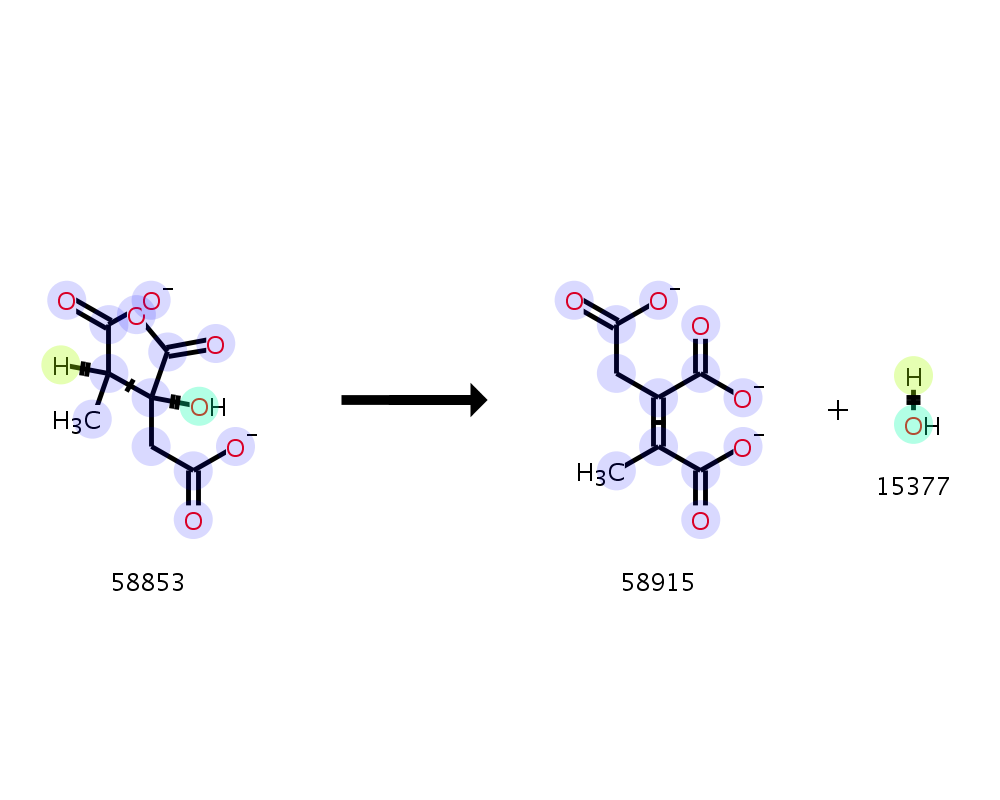 O O⁻ O O
H OH
H₃C
O⁻
O
58853
O O⁻ O
O⁻
O⁻
H₃C
O
58915
+
H
OH
15377